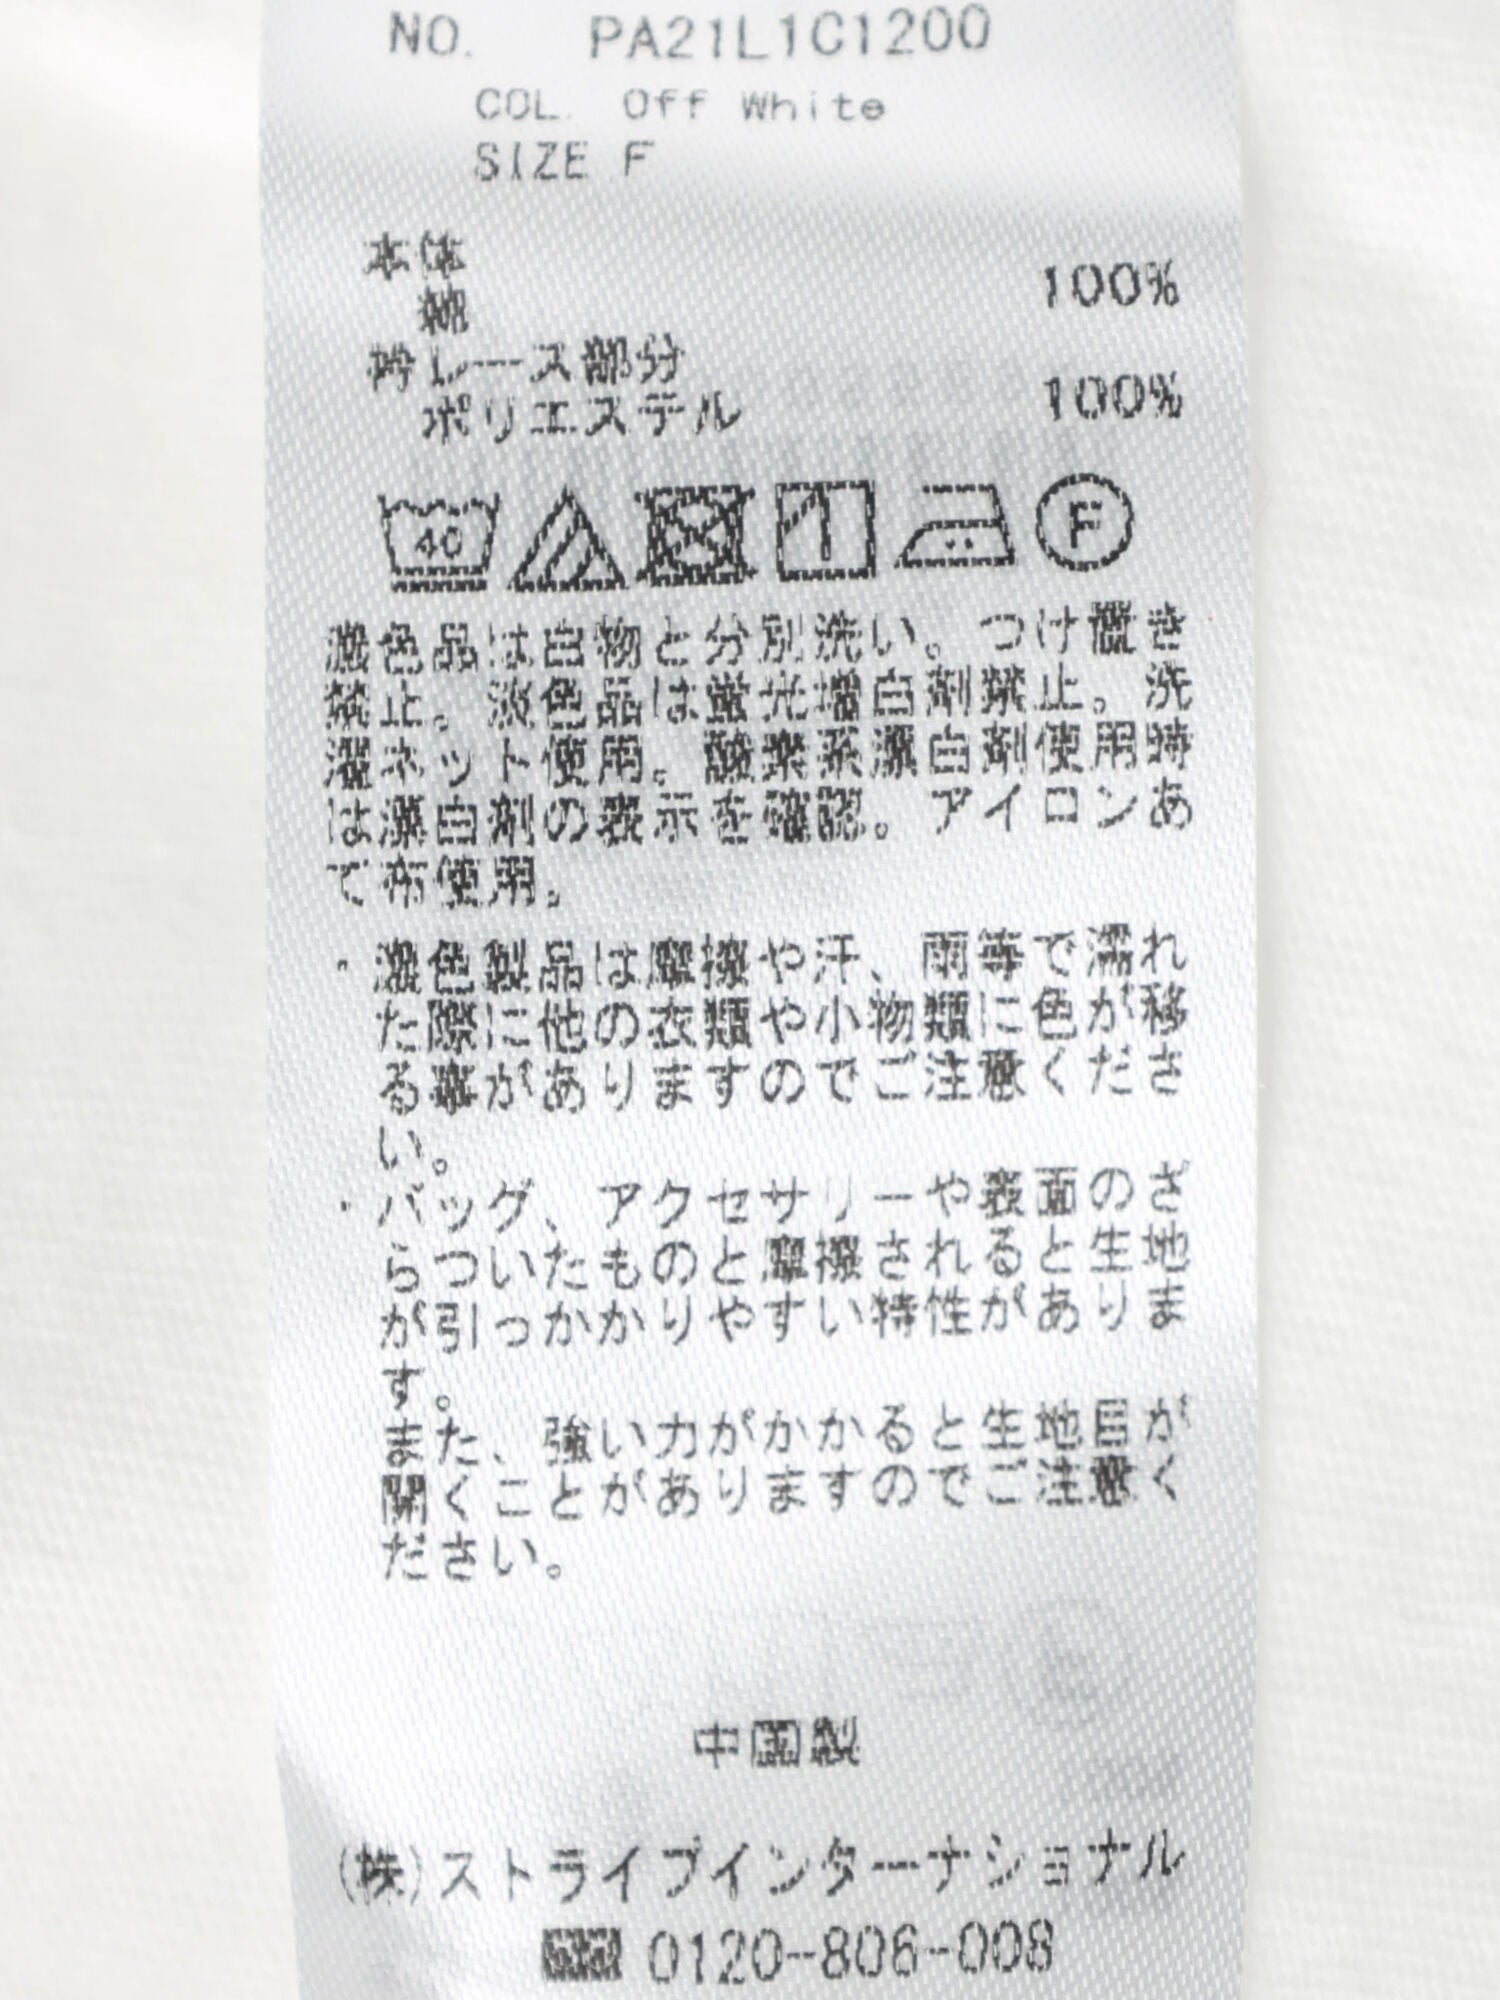 NO. PA21L1C1200
COL. Off White
SIZE F
本体
綿 100%
衿レース部分
ポリエステル 100%
40
F
濃色品は白物と分別洗い。つけ置き
禁止。淡色品は蛍光増白剤禁止。洗
濯ネット使用。酸素系漂白剤使用時
は漂白剤の表示を確認。アイロンあ
て布使用。
・濃色製品は摩擦や汗、雨等で濡れ
た際に他の衣類や小物類に色が移
る事がありますのでご注意くださ
い。
・バッグ、アクセサリーや表面のざ
らついたものと摩擦されると生地
が引っかかりやすい特性がありま
す。
また、強い力がかかると生地目が
開くことがありますのでご注意く
ださい。
中国製
(株)ストライプインターナショナル
0120-806-008